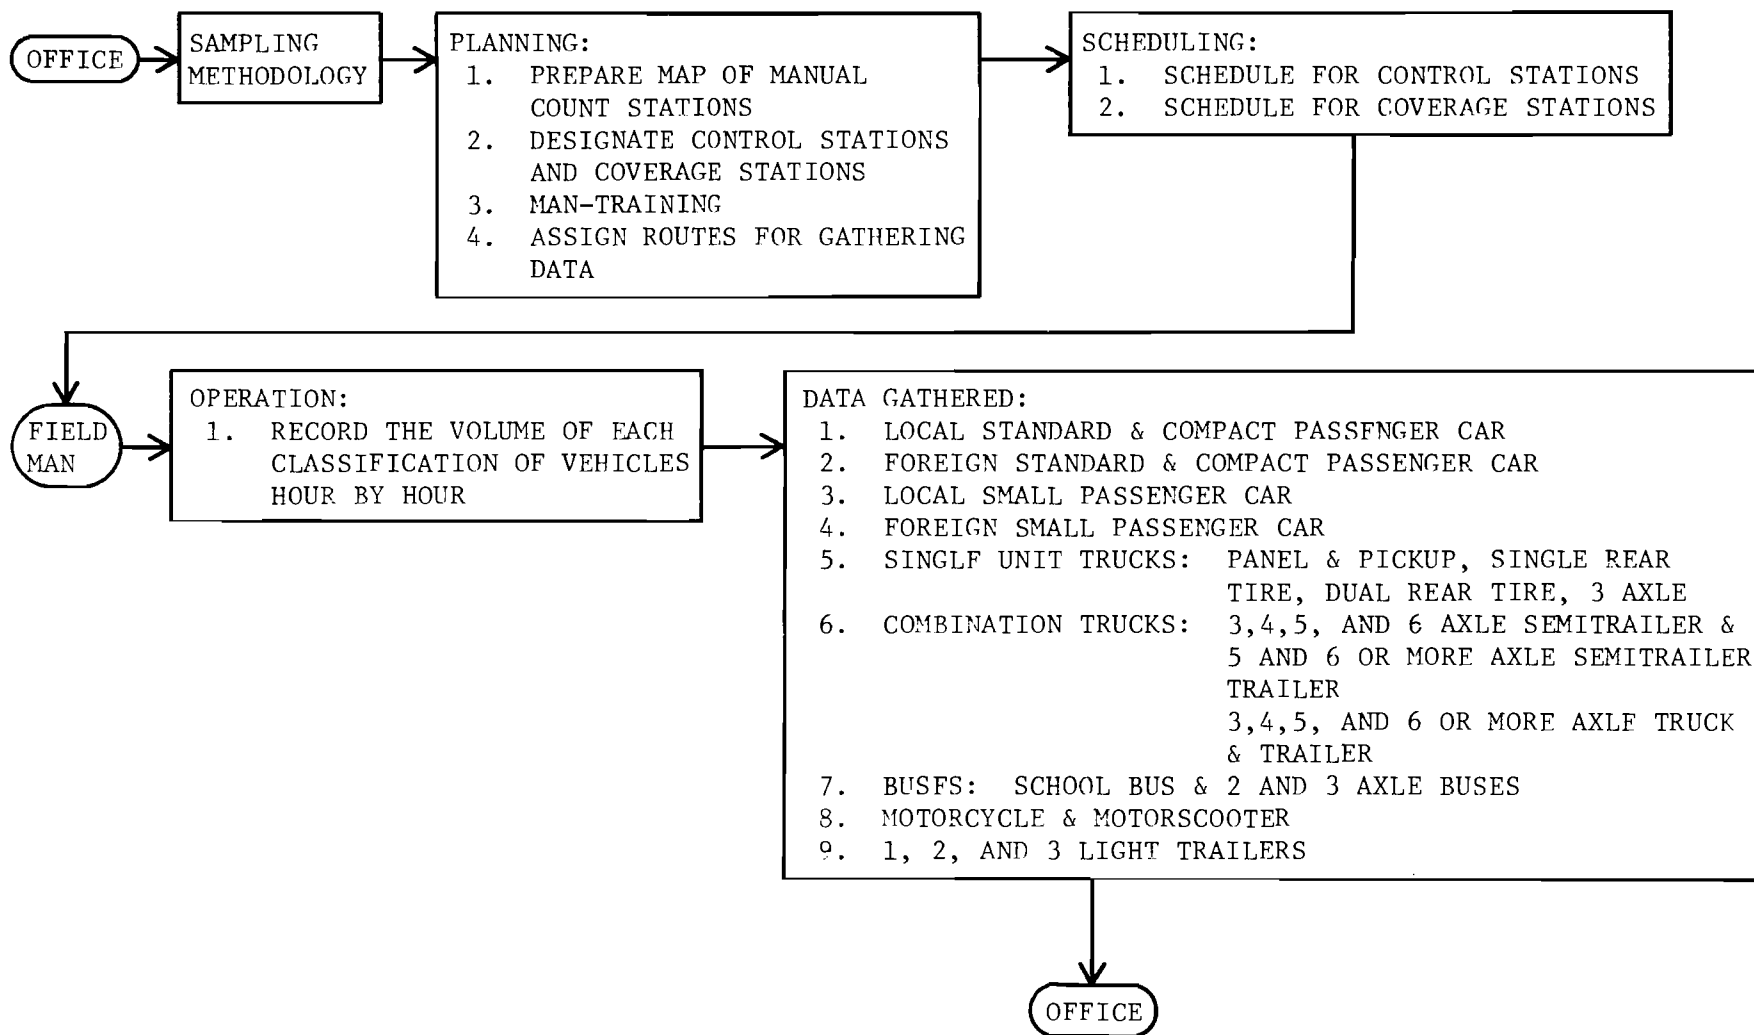 OFFICE
SAMPLING
METHODOLOGY
PLANNING:
1. PREPARE MAP OF MANUAL
COUNT STATIONS
2. DESIGNATE CONTROL STATIONS
AND COVERAGE STATIONS
3. MAN-TRAINING
4. ASSIGN ROUTES FOR GATHERING
DATA
SCHEDULING:
1. SCHEDULE FOR CONTROL STATIONS
2. SCHEDULE FOR COVERAGE STATIONS
FIELD
MAN
OPERATION:
1. RECORD THE VOLUME OF EACH
CLASSIFICATION OF VEHICLES
HOUR BY HOUR
DATA GATHERED:
1. LOCAL STANDARD & COMPACT PASSFNGER CAR
2. FOREIGN STANDARD & COMPACT PASSENGER CAR
3. LOCAL SMALL PASSENGER CAR
4. FOREIGN SMALL PASSENGER CAR
5. SINGLF UNIT TRUCKS: PANEL & PICKUP, SINGLE REAR
TIRE, DUAL REAR TIRE, 3 AXLE
6. COMBINATION TRUCKS: 3,4,5, AND 6 AXLE SEMITRAILER &
5 AND 6 OR MORE AXLE SEMITRAILER
TRAILER
3,4,5, AND 6 OR MORE AXLF TRUCK
& TRAILER
7. BUSFS: SCHOOL BUS & 2 AND 3 AXLE BUSES
8. MOTORCYCLE & MOTORSCOOTER
9. 1, 2, AND 3 LIGHT TRAILERS
OFFICE